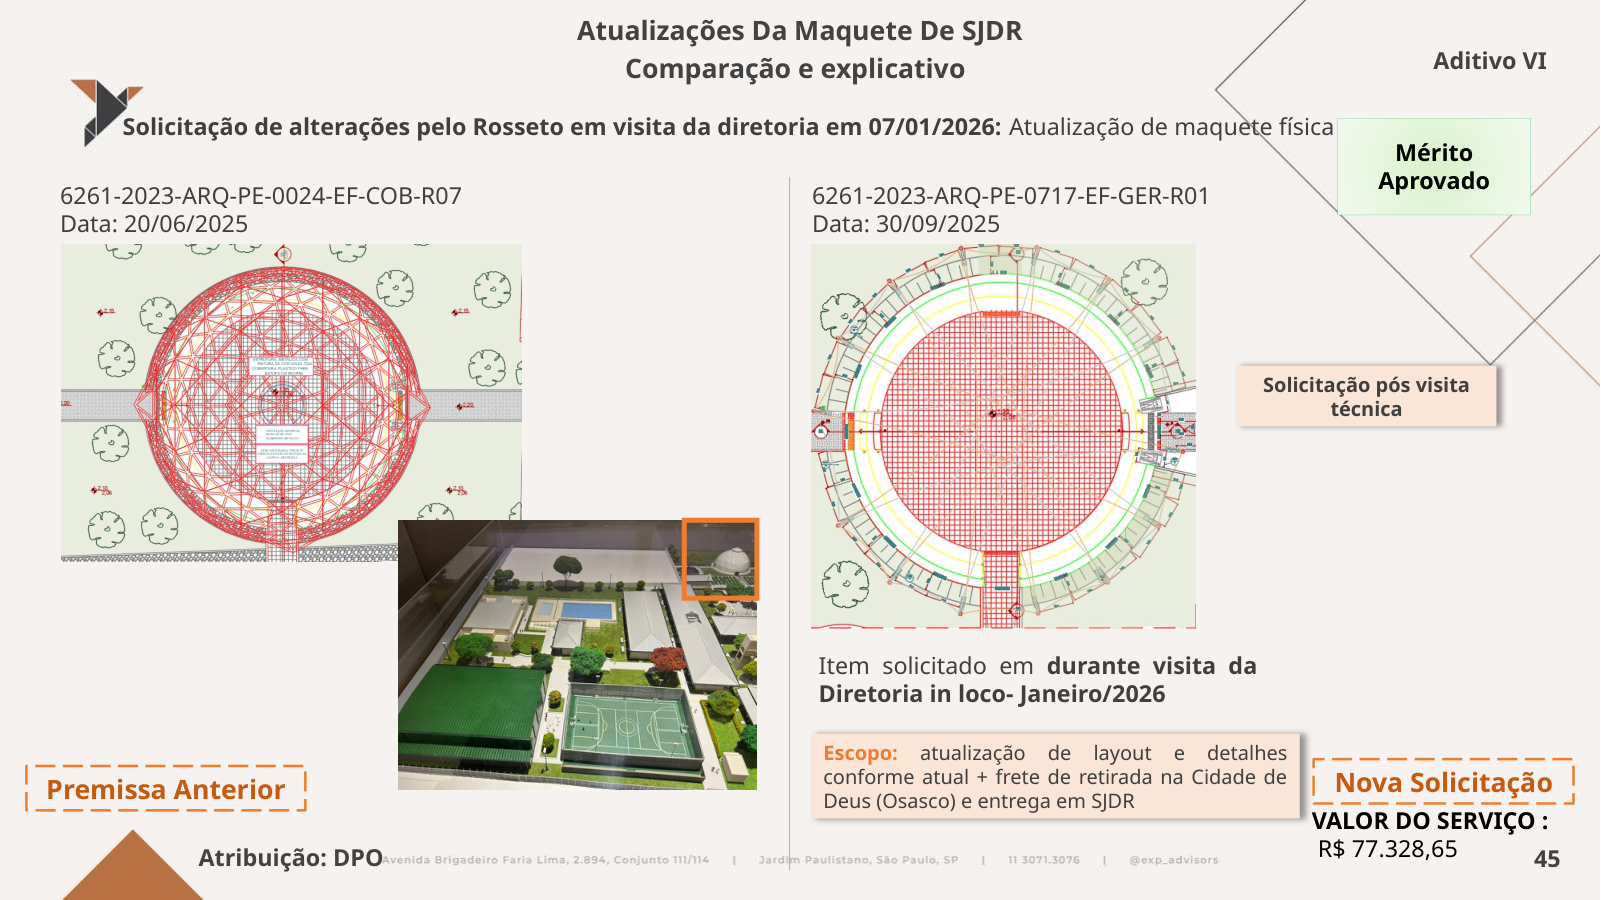 Atualizações Da Maquete De SJDR
Comparação e explicativo
Aditivo VI
Solicitação de alterações pelo Rosseto em visita da diretoria em 07/01/2026: Atualização de maquete física
Mérito
Aprovado
6261-2023-ARQ-PE-0024-EF-COB-R07
Data: 20/06/2025
6261-2023-ARQ-PE-0717-EF-GER-R01
Data: 30/09/2025
Solicitação pós visita
técnica
Item solicitado em durante visita da
Diretoria in loco- Janeiro/2026
Escopo: atualização de layout e detalhes
conforme atual + frete de retirada na Cidade de
Deus (Osasco) e entrega em SJDR
Premissa Anterior
Nova Solicitação
VALOR DO SERVIÇO :
R$ 77.328,65
Atribuição: DPO
Avenida Brigadeiro Faria Lima, 2.894, Conjunto 111/114 | Jardim Paulistano, São Paulo, SP | 11 3071.3076 | @exp_advisors
45